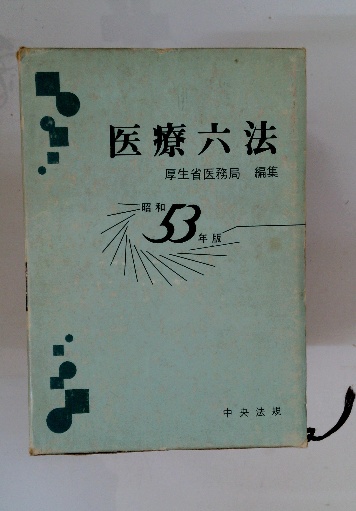 医療六法
厚生省医務局 編集
昭和
53
年版
中央法規